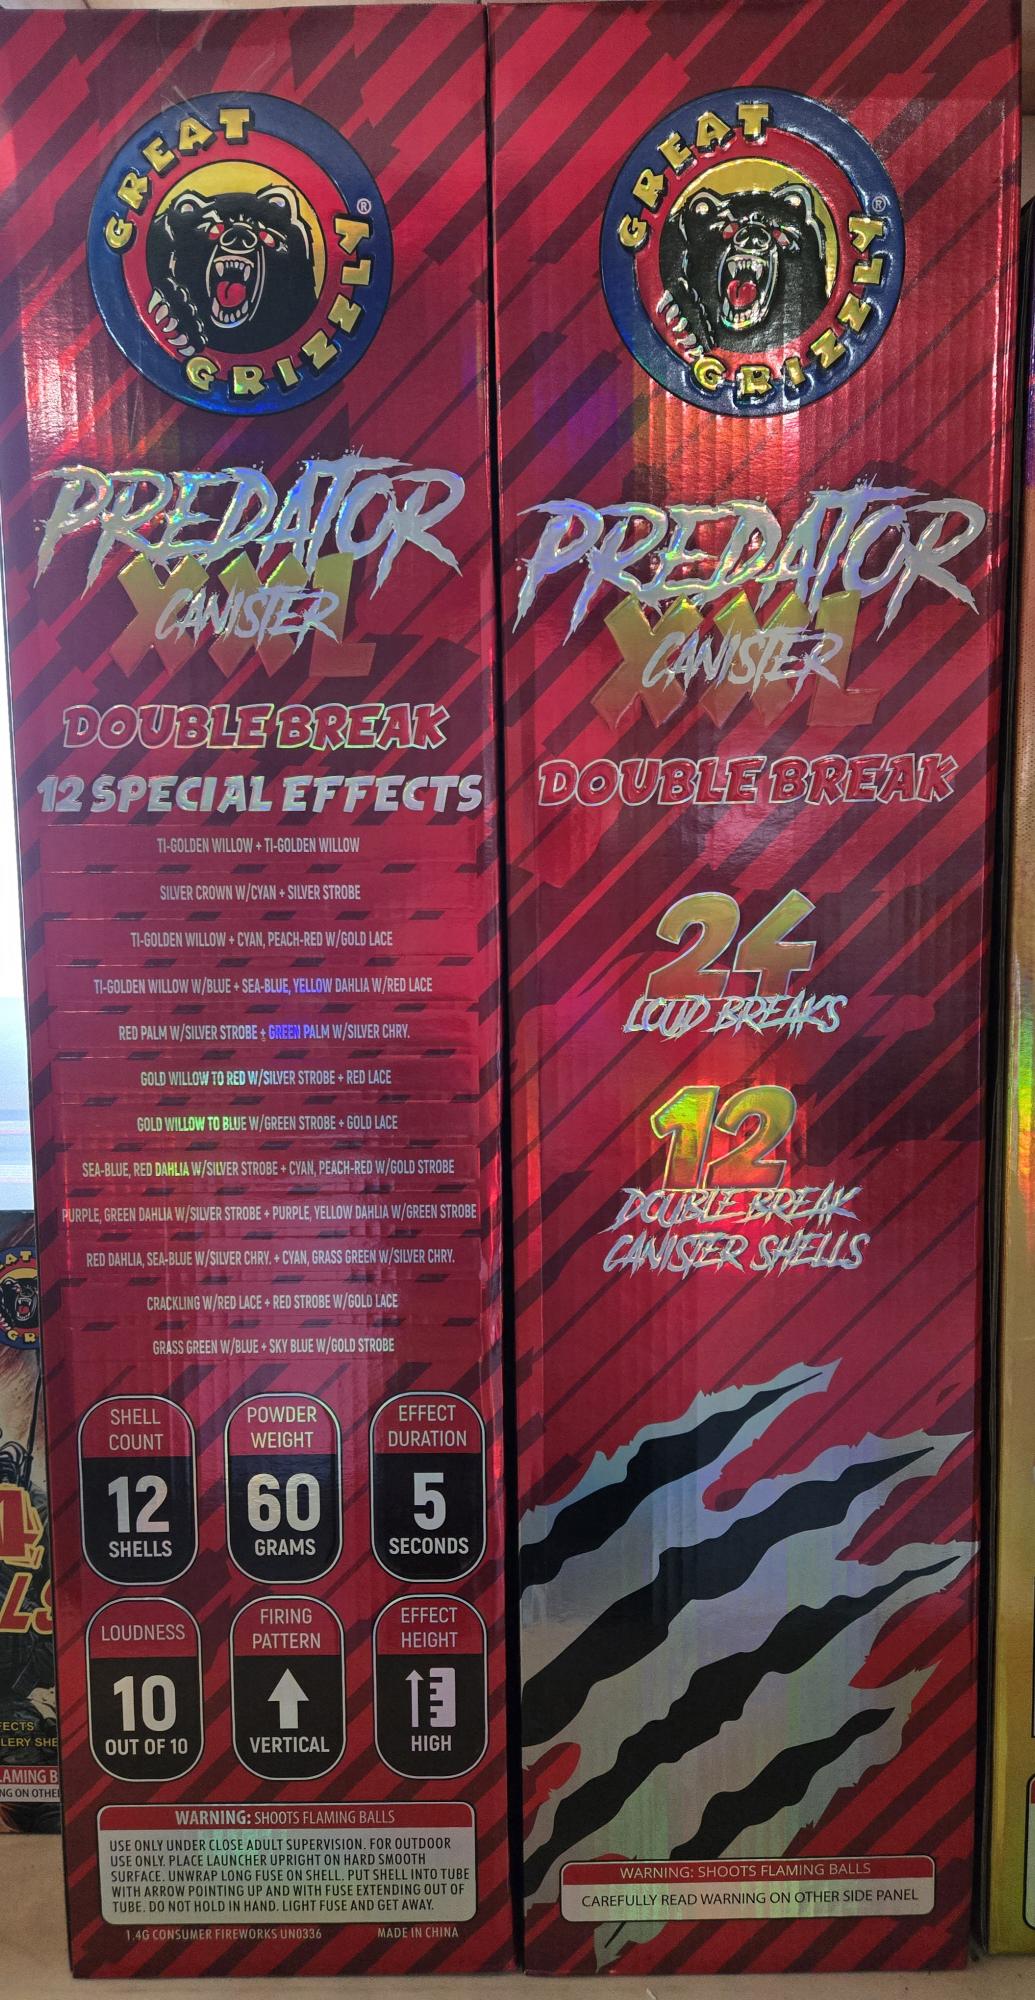 GREAT
GRIZZLY®
PREDATOR
XXL
CANISTER
DOUBLE BREAK
12 SPECIAL EFFECTS
TI-GOLDEN WILLOW + TI-GOLDEN WILLOW
SILVER CROWN W/CYAN + SILVER STROBE
TI-GOLDEN WILLOW + CYAN, PEACH-RED W/GOLD LACE
TI-GOLDEN WILLOW W/BLUE + SEA-BLUE, YELLOW DAHLIA W/RED LACE
RED PALM W/SILVER STROBE + GREEN PALM W/SILVER CHRY.
GOLD WILLOW TO RED W/SILVER STROBE + RED LACE
GOLD WILLOW TO BLUE W/GREEN STROBE + GOLD LACE
SEA-BLUE, RED DAHLIA W/SILVER STROBE + CYAN, PEACH-RED W/GOLD STROBE
PURPLE, GREEN DAHLIA W/SILVER STROBE + PURPLE, YELLOW DAHLIA W/GREEN STROBE
RED DAHLIA, SEA-BLUE W/SILVER CHRY. + CYAN, GRASS GREEN W/SILVER CHRY.
CRACKLING W/RED LACE + RED STROBE W/GOLD LACE
GRASS GREEN W/BLUE + SKY BLUE W/GOLD STROBE
SHELL
COUNT
12
SHELLS
POWDER
WEIGHT
60
GRAMS
EFFECT
DURATION
5
SECONDS
LOUDNESS
10
OUT OF 10
FIRING
PATTERN
VERTICAL
EFFECT
HEIGHT
HIGH
WARNING: SHOOTS FLAMING BALLS
USE ONLY UNDER CLOSE ADULT SUPERVISION. FOR OUTDOOR
USE ONLY. PLACE LAUNCHER UPRIGHT ON HARD SMOOTH
SURFACE. UNWRAP LONG FUSE ON SHELL. PUT SHELL INTO TUBE
WITH ARROW POINTING UP AND WITH FUSE EXTENDING OUT OF
TUBE. DO NOT HOLD IN HAND. LIGHT FUSE AND GET AWAY.
1.4G CONSUMER FIREWORKS UN0336 MADE IN CHINA
GREAT
GRIZZLY®
PREDATOR
XXL
CANISTER
DOUBLE BREAK
24
LOUD BREAKS
12
DOUBLE BREAK
CANISTER SHELLS
WARNING: SHOOTS FLAMING BALLS
CAREFULLY READ WARNING ON OTHER SIDE PANEL